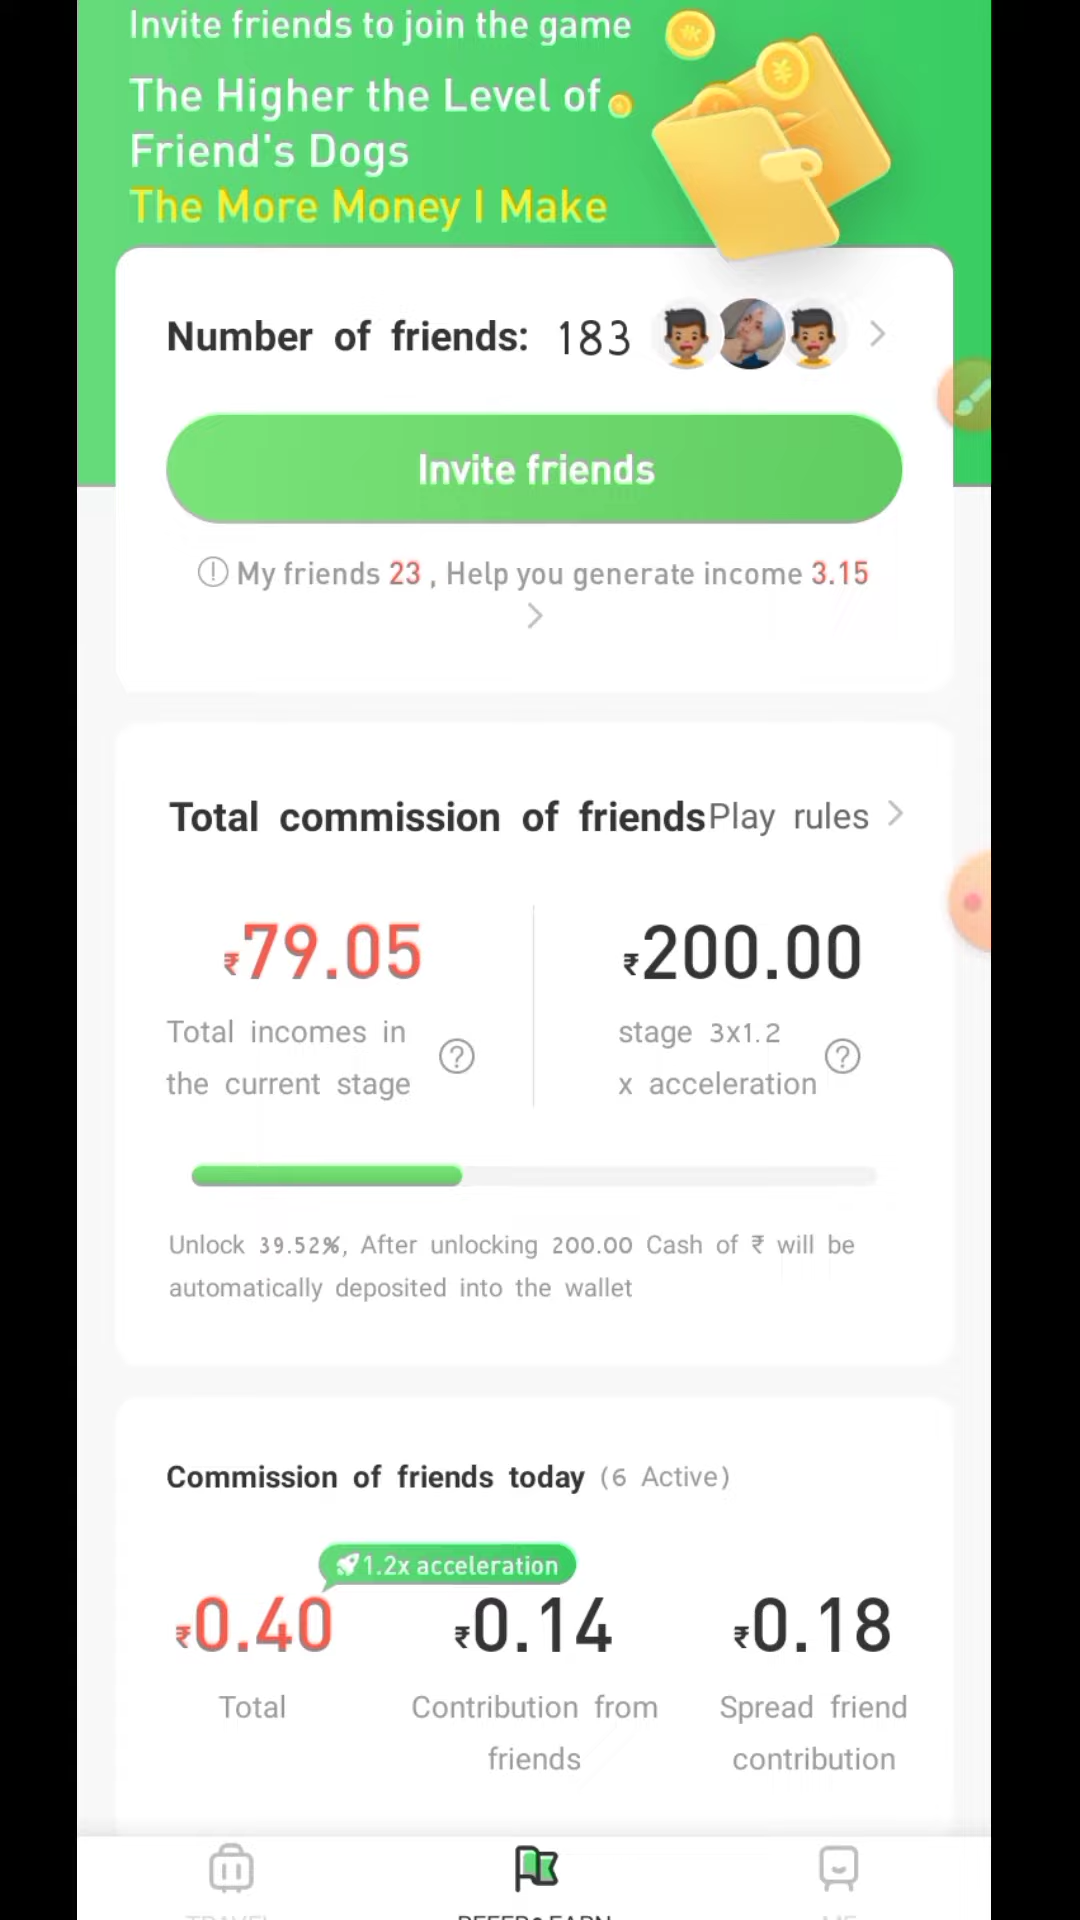 Invite friends to join the game
The Higher the Level of
Friend's Dogs
The More Money I Make
Number of friends: 183
Invite friends
My friends 23 , Help you generate income 3.15
Total commission of friends Play rules
₹79.05 ₹200.00
Total incomes in stage 3x1.2
the current stage x acceleration
Unlock 39.52%, After unlocking 200.00 Cash of ₹ will be
automatically deposited into the wallet
Commission of friends today (6 Active)
1.2x acceleration
₹0.40 ₹0.14 ₹0.18
Total Contribution from Spread friend
friends contribution